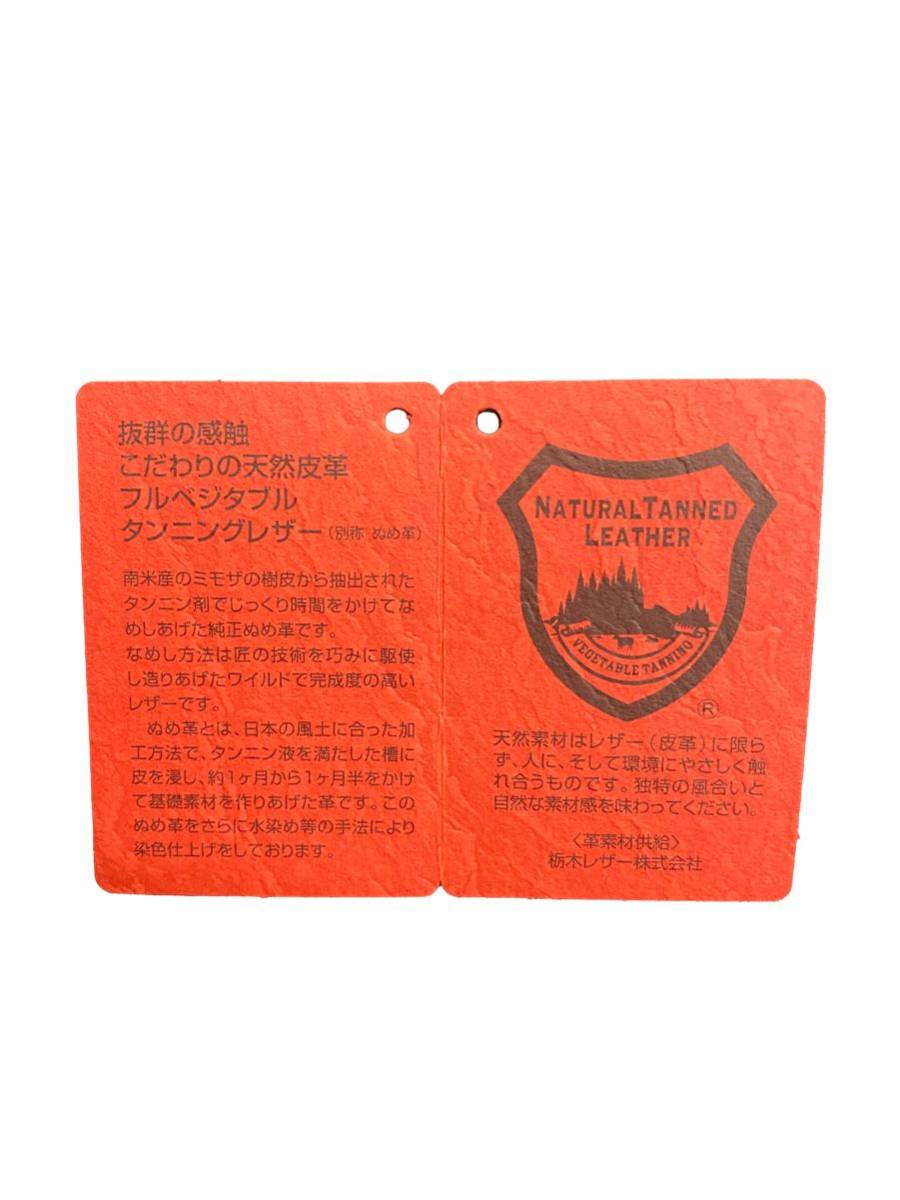 抜群の感触
こだわりの天然皮革
フルベジタブル
タンニングレザー（別称 ぬめ革）
南米産のミモザの樹皮から抽出された
タンニン剤でじっくり時間をかけてな
めしあげた純正ぬめ革です。
なめし方法は匠の技術を巧みに駆使
し造りあげたワイルドで完成度の高い
レザーです。
ぬめ革とは、日本の風土に合った加
工方法で、タンニン液を満たした槽に
皮を浸し、約1ヶ月から1ヶ月半をかけ
て基礎素材を作りあげた革です。この
ぬめ革をさらに水染め等の手法により
染色仕上げをしております。
NATURAL TANNED
LEATHER
VEGETABLE TANNING
®
天然素材はレザー（皮革）に限ら
ず、人に、そして環境にやさしく触
れ合うものです。独特の風合いと
自然な素材感を味わってください。
〈革素材供給〉
栃木レザー株式会社